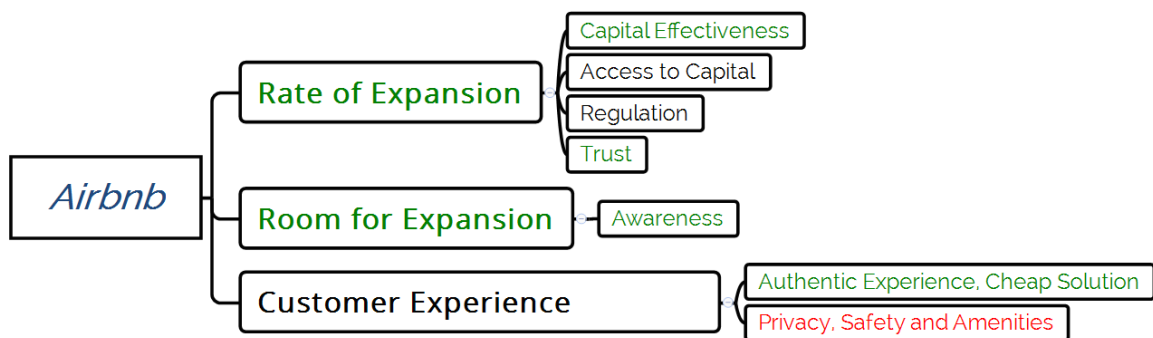 Airbnb
Rate of Expansion
Capital Effectiveness
Access to Capital
Regulation
Trust
Room for Expansion
Awareness
Customer Experience
Authentic Experience, Cheap Solution
Privacy, Safety and Amenities